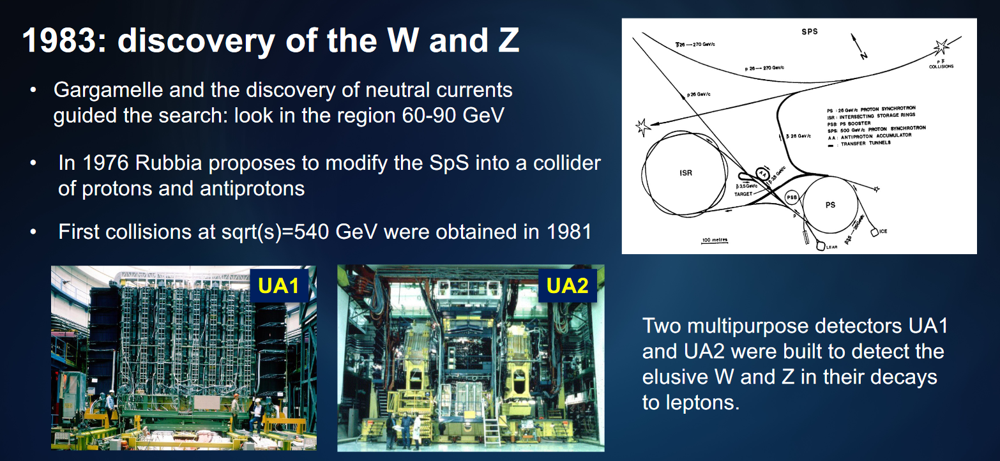 1983: discovery of the W and Z
• Gargamelle and the discovery of neutral currents
guided the search: look in the region 60-90 GeV
• In 1976 Rubbia proposes to modify the SpS into a collider
of protons and antiprotons
• First collisions at sqrt(s)=540 GeV were obtained in 1981
SPS
p̅ 26 — 270 GeV/c
p 26 — 270 GeV/c
N
p p̅
COLLISIONS
p 26 GeV/c
p̅ 26 GeV/c
PS : 26 GeV/c PROTON SYNCHROTRON
ISR : INTERSECTING STORAGE RINGS
PSB: PS BOOSTER
SPS: 500 GeV/c PROTON SYNCHROTRON
AA : ANTIPROTON ACCUMULATOR
: TRANSFER TUNNELS
ISR
AA
p̅ 3.5 GeV/c
p̅ 3.5 GeV/c
TARGET
PSB
PS
p
p̅ 3.5 — 26 GeV/c
ICE
LEAR
100 metres
UA1
UA2
Two multipurpose detectors UA1
and UA2 were built to detect the
elusive W and Z in their decays
to leptons.